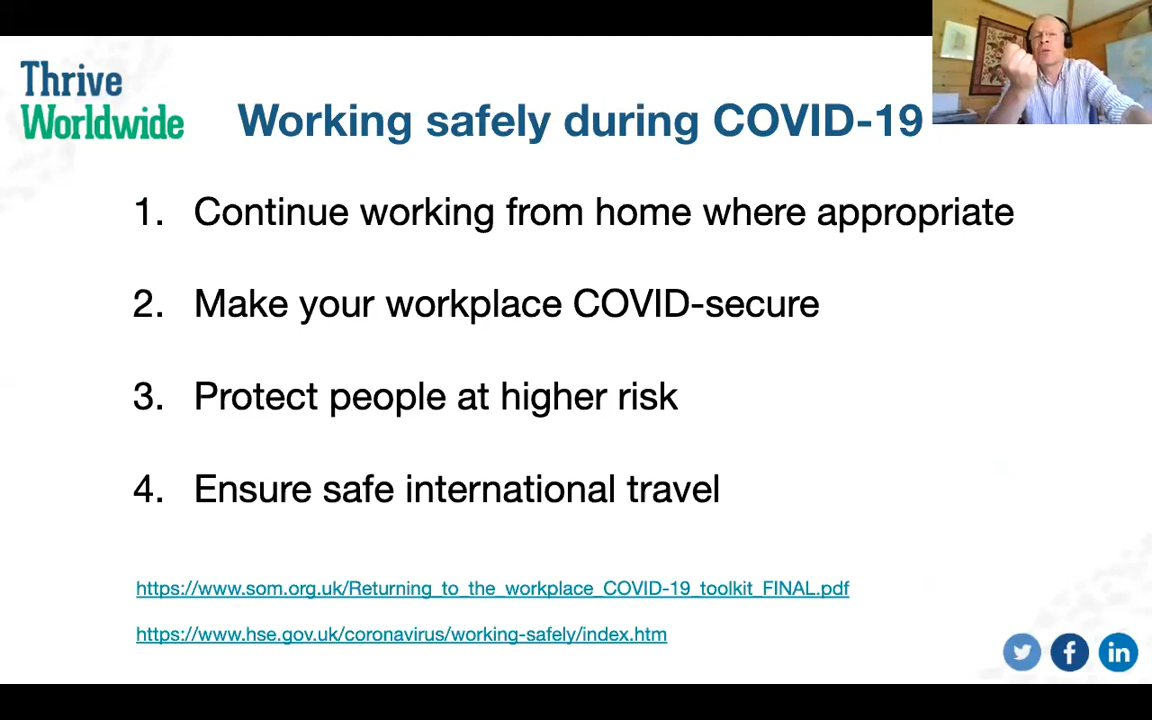 Thrive
Worldwide
Working safely during COVID-19
1. Continue working from home where appropriate
2. Make your workplace COVID-secure
3. Protect people at higher risk
4. Ensure safe international travel
https://www.som.org.uk/Returning_to_the_workplace_COVID-19_toolkit_FINAL.pdf
https://www.hse.gov.uk/coronavirus/working-safely/index.htm
f in